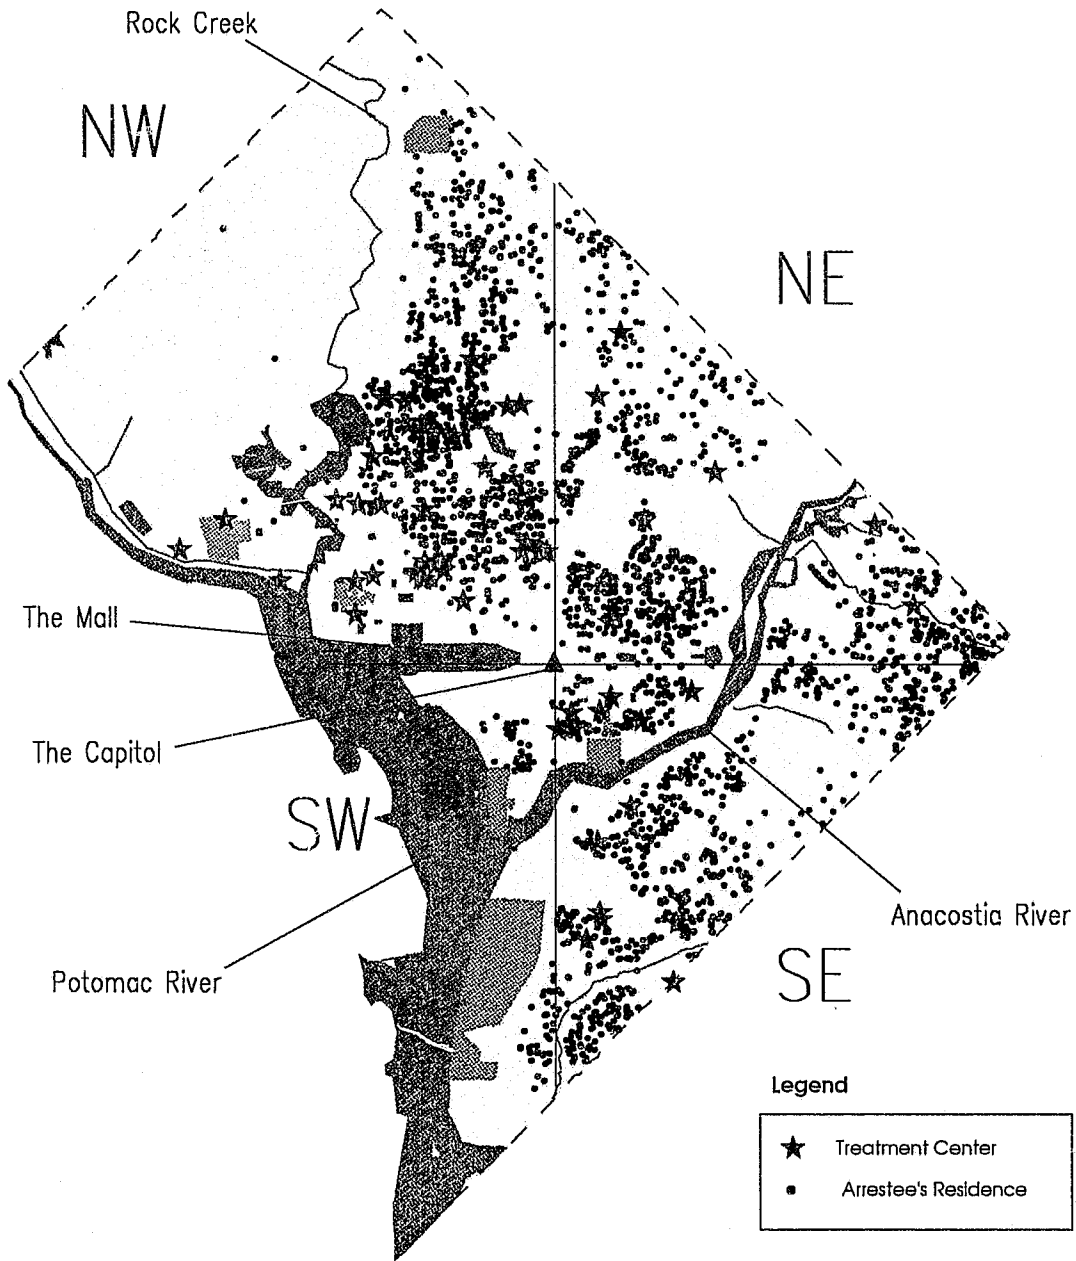 Rock Creek
NW
NE
The Mall
The Capitol
SW
Anacostia River
Potomac River
SE
Legend
Treatment Center
Arrestee's Residence